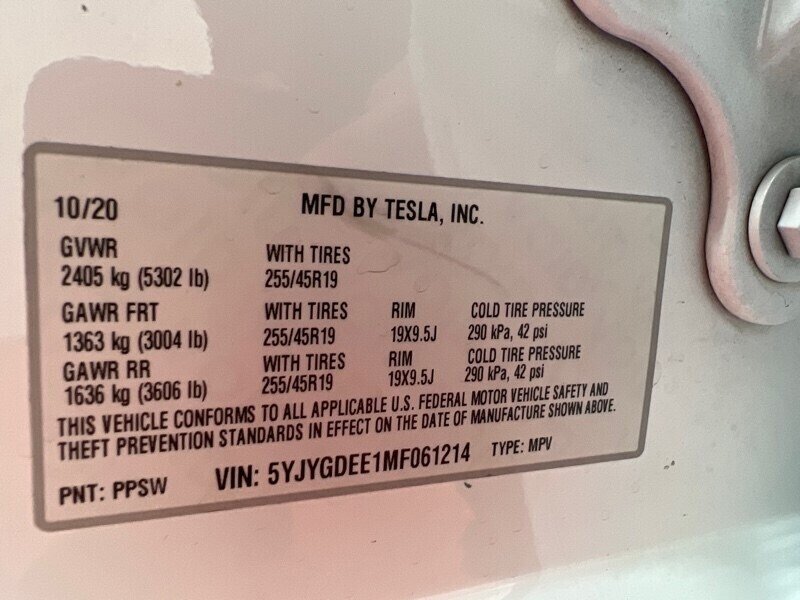 10/20 MFD BY TESLA, INC.
GVWR WITH TIRES
2405 kg (5302 lb) 255/45R19
GAWR FRT WITH TIRES RIM COLD TIRE PRESSURE
1363 kg (3004 lb) 255/45R19 19X9.5J 290 kPa, 42 psi
GAWR RR WITH TIRES RIM COLD TIRE PRESSURE
1636 kg (3606 lb) 255/45R19 19X9.5J 290 kPa, 42 psi
THIS VEHICLE CONFORMS TO ALL APPLICABLE U.S. FEDERAL MOTOR VEHICLE SAFETY AND
THEFT PREVENTION STANDARDS IN EFFECT ON THE DATE OF MANUFACTURE SHOWN ABOVE.
PNT: PPSW VIN: 5YJYGDEE1MF061214 TYPE: MPV